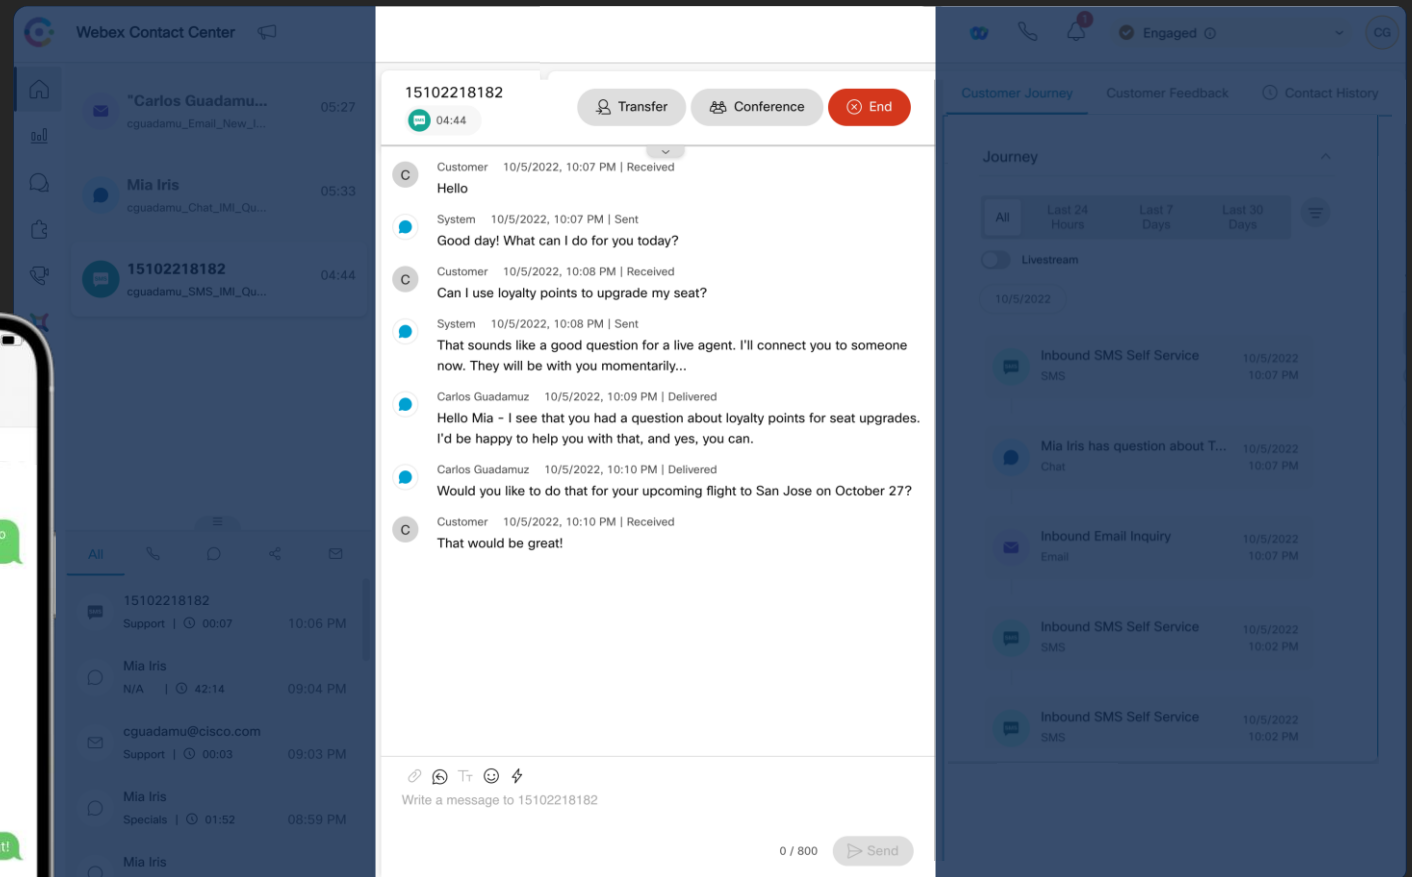 Webex Contact Center
1
Engaged
CG
"Carlos Guadamu...
05:27
cguadamu_Email_New_I...
Mia Iris
05:33
cguadamu_Chat_IMI_Qu...
15102218182
04:44
cguadamu_SMS_IMI_Qu...
All
15102218182
Support | 00:07
10:06 PM
Mia Iris
N/A | 42:14
09:04 PM
cguadamu@cisco.com
Support | 00:03
09:03 PM
Mia Iris
Specials | 01:52
08:59 PM
Mia Iris
15102218182
04:44
Transfer
Conference
End
Customer 10/5/2022, 10:07 PM | Received
Hello
System 10/5/2022, 10:07 PM | Sent
Good day! What can I do for you today?
Customer 10/5/2022, 10:08 PM | Received
Can I use loyalty points to upgrade my seat?
System 10/5/2022, 10:08 PM | Sent
That sounds like a good question for a live agent. I'll connect you to someone
now. They will be with you momentarily...
Carlos Guadamuz 10/5/2022, 10:09 PM | Delivered
Hello Mia - I see that you had a question about loyalty points for seat upgrades.
I'd be happy to help you with that, and yes, you can.
Carlos Guadamuz 10/5/2022, 10:10 PM | Delivered
Would you like to do that for your upcoming flight to San Jose on October 27?
Customer 10/5/2022, 10:10 PM | Received
That would be great!
Write a message to 15102218182
0 / 800
Send
Customer Journey
Customer Feedback
Contact History
Journey
All
Last 24
Hours
Last 7
Days
Last 30
Days
Livestream
10/5/2022
Inbound SMS Self Service
10/5/2022
SMS
10:07 PM
Mia Iris has question about T...
10/5/2022
Chat
10:07 PM
Inbound Email Inquiry
10/5/2022
Email
10:07 PM
Inbound SMS Self Service
10/5/2022
SMS
10:02 PM
Inbound SMS Self Service
10/5/2022
SMS
10:02 PM